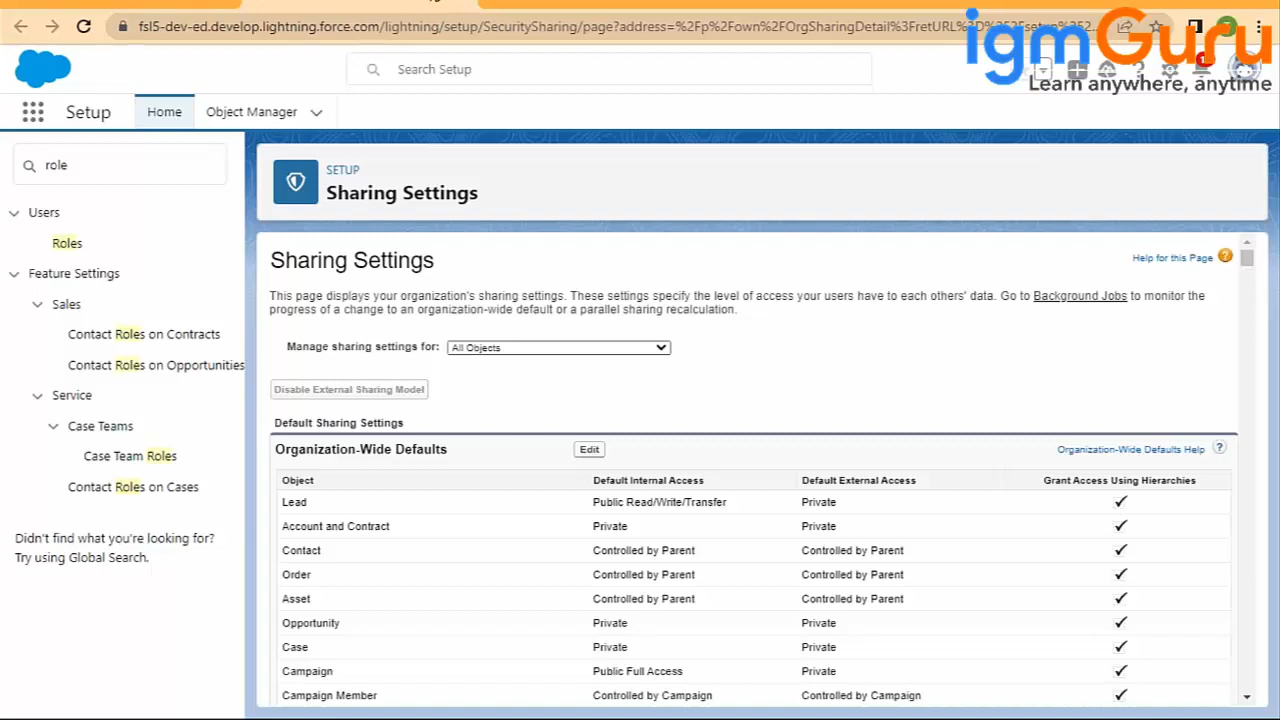 fsl5-dev-ed.develop.lightning.force.com/lightning/setup/SecuritySharing/page?address=%2Fp%2Fown%2FOrgSharingDetail%3FretURL%3D%252Fsetup%252...
igmGuru
Learn anywhere, anytime
Search Setup
1
Setup
Home
Object Manager
role
Users
Roles
Feature Settings
Sales
Contact Roles on Contracts
Contact Roles on Opportunities
Service
Case Teams
Case Team Roles
Contact Roles on Cases
Didn't find what you're looking for?
Try using Global Search.
SETUP
Sharing Settings
Sharing Settings
Help for this Page ?
This page displays your organization's sharing settings. These settings specify the level of access your users have to each others' data. Go to Background Jobs to monitor the
progress of a change to an organization-wide default or a parallel sharing recalculation.
Manage sharing settings for: All Objects
Disable External Sharing Model
Default Sharing Settings
Organization-Wide Defaults Edit Organization-Wide Defaults Help ?
Object Default Internal Access Default External Access Grant Access Using Hierarchies
Lead Public Read/Write/Transfer Private ✓
Account and Contract Private Private ✓
Contact Controlled by Parent Controlled by Parent ✓
Order Controlled by Parent Controlled by Parent ✓
Asset Controlled by Parent Controlled by Parent ✓
Opportunity Private Private ✓
Case Private Private ✓
Campaign Public Full Access Private ✓
Campaign Member Controlled by Campaign Controlled by Campaign ✓